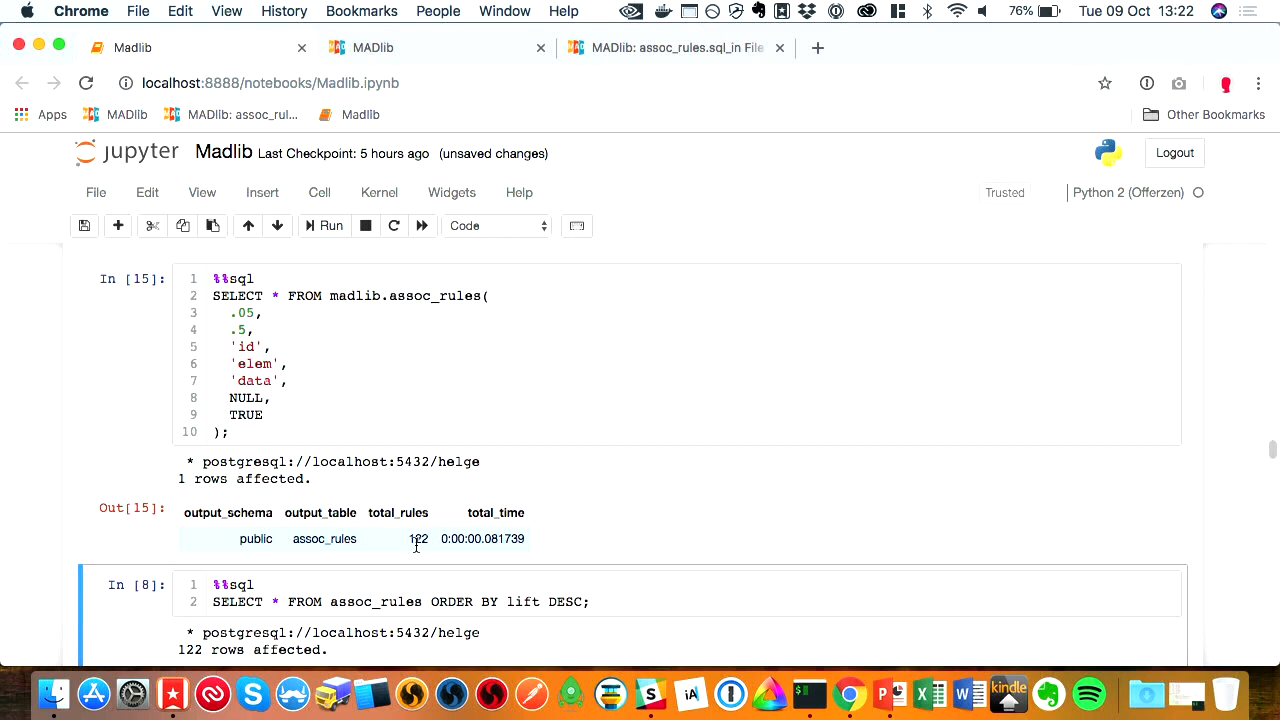 Chrome File Edit View History Bookmarks People Window Help 76% Tue 09 Oct 13:22
Madlib MADlib MADlib: assoc_rules.sql_in File
localhost:8888/notebooks/Madlib.ipynb
Apps MADlib MADlib: assoc_rul... Madlib Other Bookmarks
jupyter Madlib Last Checkpoint: 5 hours ago (unsaved changes) Logout
File Edit View Insert Cell Kernel Widgets Help Trusted Python 2 (Offerzen)
Run Code
In [15]: 1 %%sql
2 SELECT * FROM madlib.assoc_rules(
3 .05,
4 .5,
5 'id',
6 'elem',
7 'data',
8 NULL,
9 TRUE
10 );
* postgresql://localhost:5432/helge
1 rows affected.
Out[15]: output_schema output_table total_rules total_time
public assoc_rules 122 0:00:00.081739
In [8]: 1 %%sql
2 SELECT * FROM assoc_rules ORDER BY lift DESC;
* postgresql://localhost:5432/helge
122 rows affected.
iA kindle